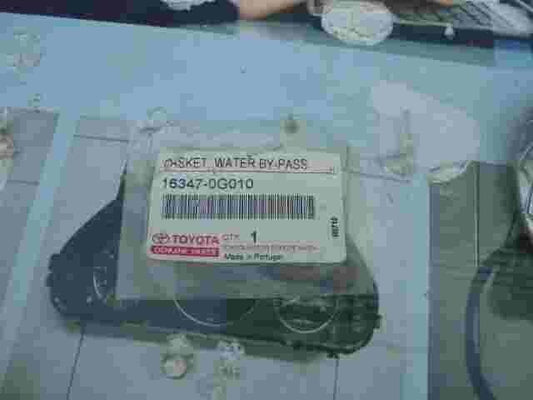 GASKET, WATER BY-PASS
16347-0G010
TOYOTA QTY. 1
GENUINE PARTS
Made in Portugal